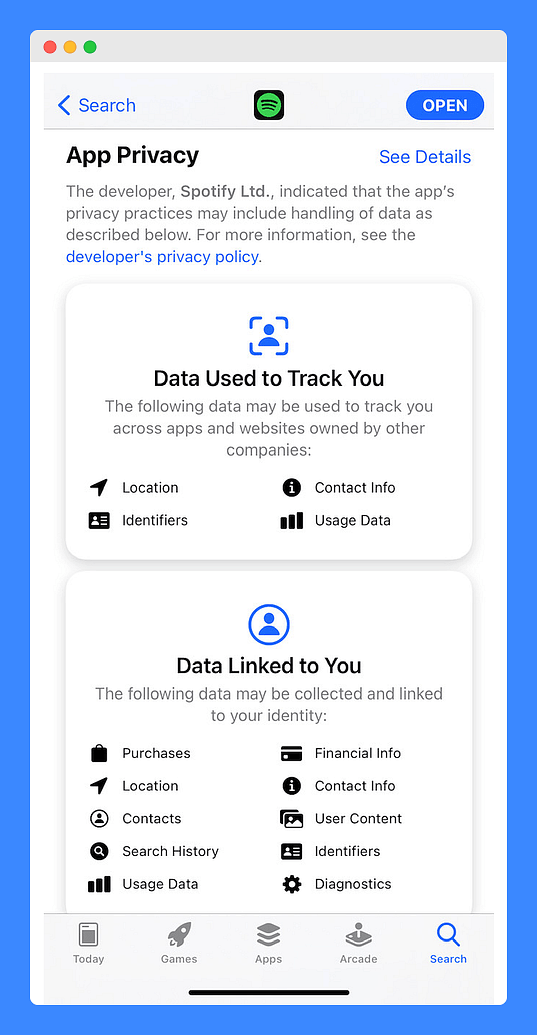 Search
OPEN
App Privacy
See Details
The developer, Spotify Ltd., indicated that the app’s
privacy practices may include handling of data as
described below. For more information, see the
developer's privacy policy.
Data Used to Track You
The following data may be used to track you
across apps and websites owned by other
companies:
Location
Contact Info
Identifiers
Usage Data
Data Linked to You
The following data may be collected and linked
to your identity:
Purchases
Financial Info
Location
Contact Info
Contacts
User Content
Search History
Identifiers
Usage Data
Diagnostics
Today
Games
Apps
Arcade
Search